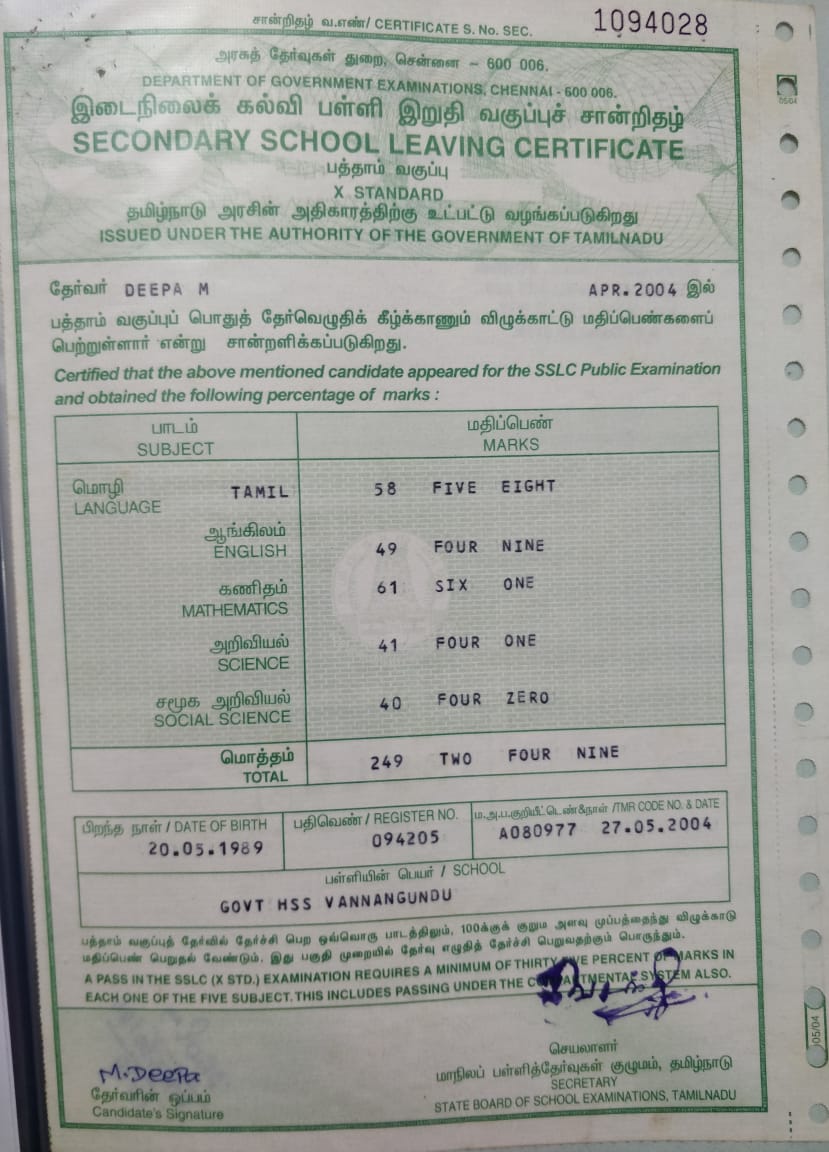 சான்றிதழ் வ.எண்/ CERTIFICATE S. No. SEC. 1094028
அரசுத் தேர்வுகள் துறை, சென்னை - 600 006.
DEPARTMENT OF GOVERNMENT EXAMINATIONS, CHENNAI - 600 006.
05/04
இடைநிலைக் கல்வி பள்ளி இறுதி வகுப்புச் சான்றிதழ்
SECONDARY SCHOOL LEAVING CERTIFICATE
பத்தாம் வகுப்பு
X STANDARD
தமிழ்நாடு அரசின் அதிகாரத்திற்கு உட்பட்டு வழங்கப்படுகிறது
ISSUED UNDER THE AUTHORITY OF THE GOVERNMENT OF TAMILNADU
தேர்வர் DEEPA M APR.2004 இல்
பத்தாம் வகுப்புப் பொதுத் தேர்வெழுதிக் கீழ்க்காணும் விழுக்காட்டு மதிப்பெண்களைப்
பெற்றுள்ளார் என்று சான்றளிக்கப்படுகிறது.
Certified that the above mentioned candidate appeared for the SSLC Public Examination
and obtained the following percentage of marks :
பாடம் மதிப்பெண்
SUBJECT MARKS
மொழி TAMIL 58 FIVE EIGHT
LANGUAGE
ஆங்கிலம்
ENGLISH 49 FOUR NINE
கணிதம் 61 SIX ONE
MATHEMATICS
அறிவியல் 41 FOUR ONE
SCIENCE
சமூக அறிவியல் 40 FOUR ZERO
SOCIAL SCIENCE
மொத்தம் 249 TWO FOUR NINE
TOTAL
பிறந்த நாள் / DATE OF BIRTH பதிவெண் / REGISTER NO. ம.அ.ப.குறியீட்டெண்&நாள் /TMR CODE NO. & DATE
20.05.1989 094205 A080977 27.05.2004
பள்ளியின் பெயர் / SCHOOL
GOVT HSS VANNANGUNDU
பத்தாம் வகுப்புத் தேர்வில் தேர்ச்சி பெற ஒவ்வொரு பாடத்திலும், 100க்குக் குறும அளவு முப்பத்தைந்து விழுக்காடு
மதிப்பெண் பெறுதல் வேண்டும். இது பகுதி முறையில் தேர்வு எழுதித் தேர்ச்சி பெறுவதற்கும் பொருந்தும்.
A PASS IN THE SSLC (X STD.) EXAMINATION REQUIRES A MINIMUM OF THIRTY FIVE PERCENT OF MARKS IN
EACH ONE OF THE FIVE SUBJECT. THIS INCLUDES PASSING UNDER THE COMPARTMENTAL SYSTEM ALSO.
05/04
M.Deepa
தேர்வரின் ஒப்பம்
Candidate's Signature
செயலாளர்
மாநிலப் பள்ளித்தேர்வுகள் குழுமம், தமிழ்நாடு
SECRETARY
STATE BOARD OF SCHOOL EXAMINATIONS, TAMILNADU